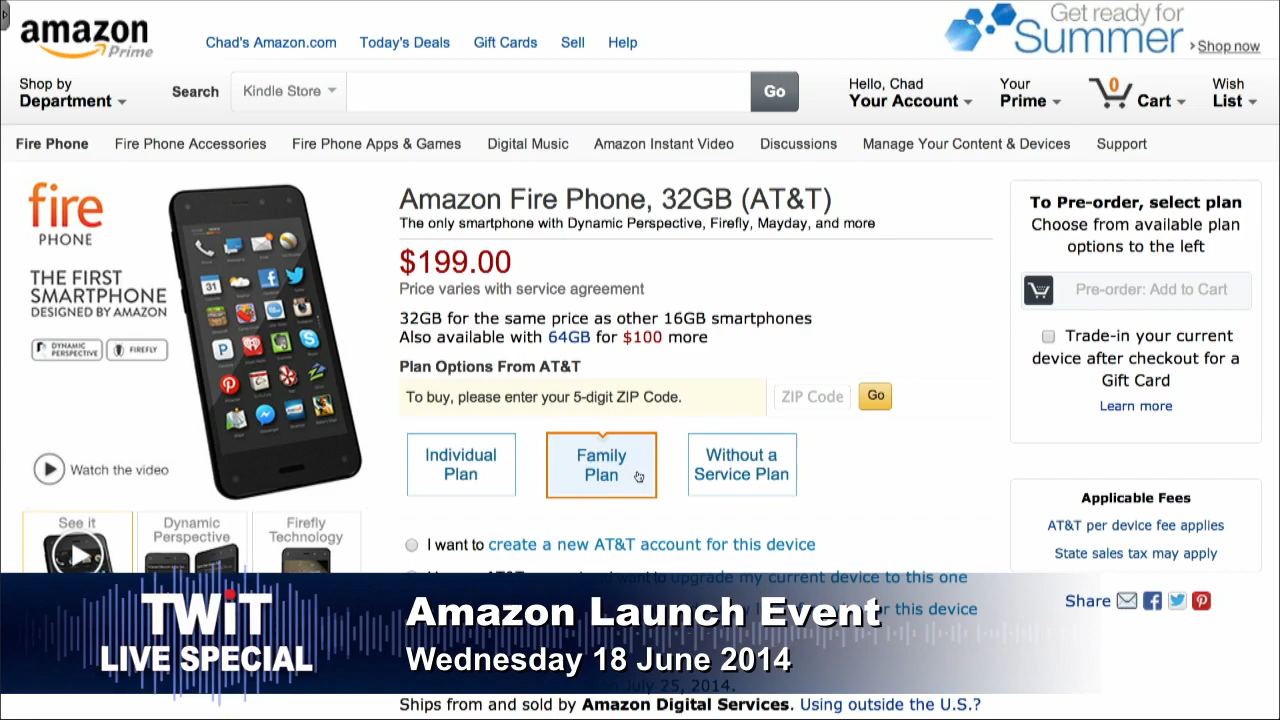 amazon
Prime
Chad's Amazon.com
Today's Deals
Gift Cards
Sell
Help
Get ready for
Summer
Shop now
Shop by
Department
Search
Kindle Store
Go
Hello, Chad
Your Account
Your
Prime
0
Cart
Wish
List
Fire Phone
Fire Phone Accessories
Fire Phone Apps & Games
Digital Music
Amazon Instant Video
Discussions
Manage Your Content & Devices
Support
fire
PHONE
THE FIRST
SMARTPHONE
DESIGNED BY AMAZON
DYNAMIC
PERSPECTIVE
FIREFLY
31
Watch the video
See it
Dynamic
Perspective
Firefly
Technology
Amazon Fire Phone, 32GB (AT&T)
The only smartphone with Dynamic Perspective, Firefly, Mayday, and more
$199.00
Price varies with service agreement
32GB for the same price as other 16GB smartphones
Also available with 64GB for $100 more
Plan Options From AT&T
To buy, please enter your 5-digit ZIP Code.
ZIP Code
Go
Individual
Plan
Family
Plan
Without a
Service Plan
I want to create a new AT&T account for this device
want to upgrade my current device to this one
for this device
July 25, 2014.
Ships from and sold by Amazon Digital Services. Using outside the U.S.?
To Pre-order, select plan
Choose from available plan
options to the left
Pre-order: Add to Cart
Trade-in your current
device after checkout for a
Gift Card
Learn more
Applicable Fees
AT&T per device fee applies
State sales tax may apply
Share
TWiT
LIVE SPECIAL
Amazon Launch Event
Wednesday 18 June 2014